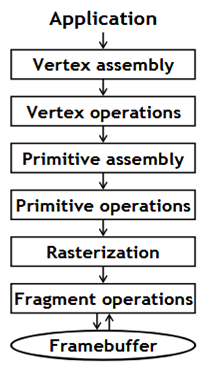 Application
Vertex assembly
Vertex operations
Primitive assembly
Primitive operations
Rasterization
Fragment operations
Framebuffer